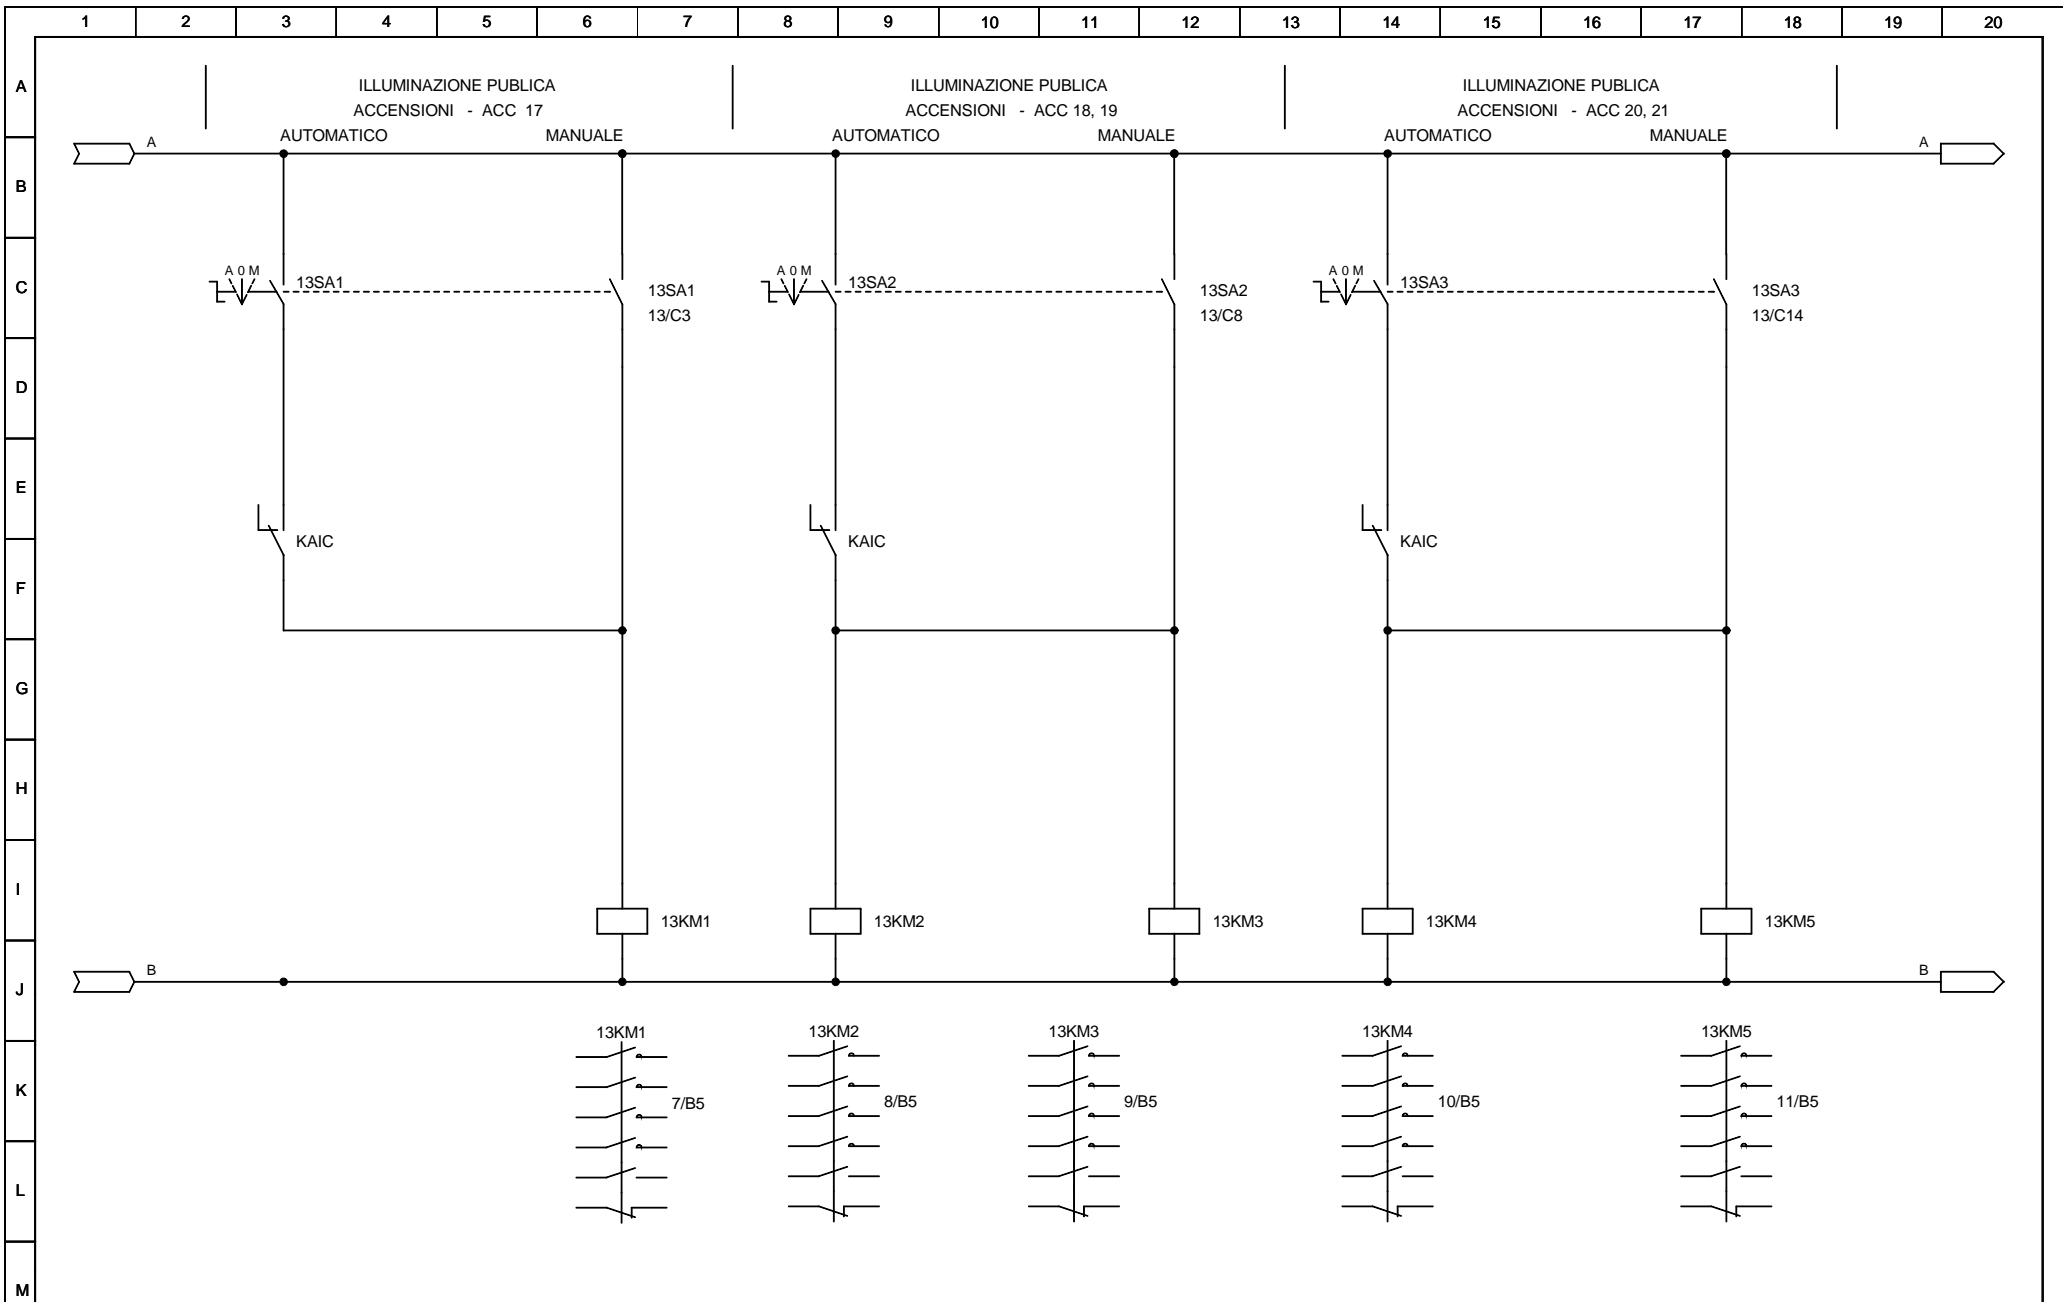 1 2 3 4 5 6 7 8 9 10 11 12 13 14 15 16 17 18 19 20
A
ILLUMINAZIONE PUBLICA
ACCENSIONI - ACC 17
ILLUMINAZIONE PUBLICA
ACCENSIONI - ACC 18, 19
ILLUMINAZIONE PUBLICA
ACCENSIONI - ACC 20, 21
AUTOMATICO MANUALE AUTOMATICO MANUALE AUTOMATICO MANUALE
A A
B
C
A 0 M 13SA1
13SA1
13/C3
A 0 M 13SA2
13SA2
13/C8
A 0 M 13SA3
13SA3
13/C14
D
E
KAIC KAIC KAIC
F
G
H
I
13KM1 13KM2 13KM3 13KM4 13KM5
B B
J
13KM1 13KM2 13KM3 13KM4 13KM5
K
7/B5 8/B5 9/B5 10/B5 11/B5
L
M